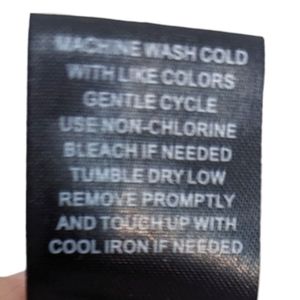 MACHINE WASH COLD
WITH LIKE COLORS
GENTLE CYCLE
USE NON-CHLORINE
BLEACH IF NEEDED
TUMBLE DRY LOW
REMOVE PROMPTLY
AND TOUCH UP WITH
COOL IRON IF NEEDED